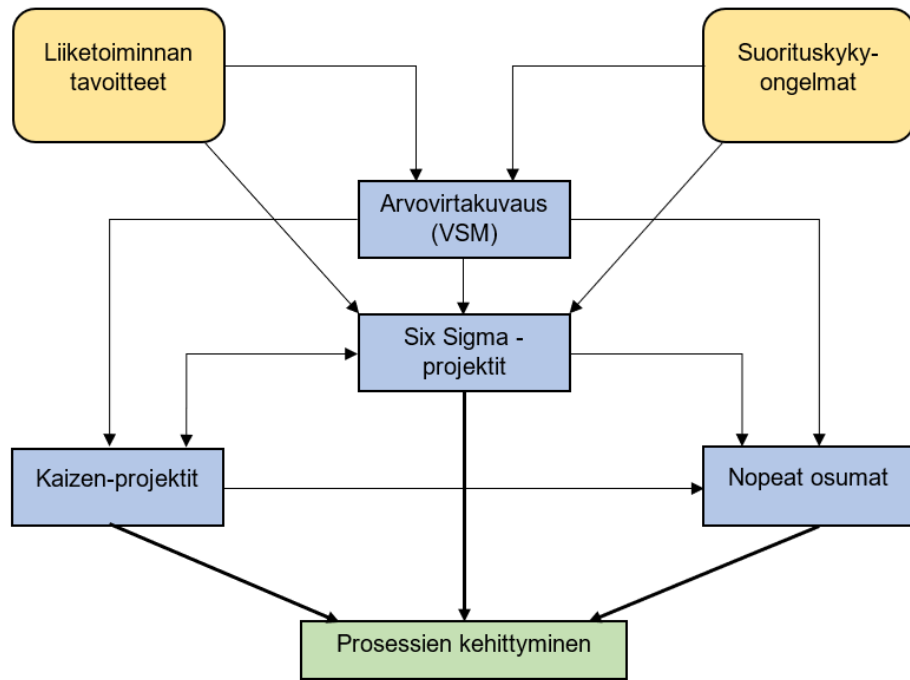 Liiketoiminnan
tavoitteet
Suorituskyky-
ongelmat
Arvovirtakuvaus
(VSM)
Six Sigma -
projektit
Kaizen-projektit
Nopeat osumat
Prosessien kehittyminen